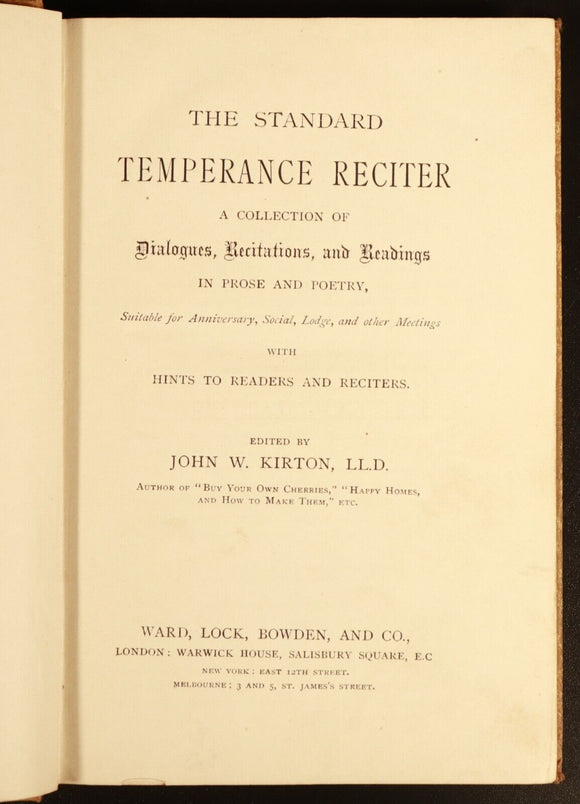 THE STANDARD
TEMPERANCE RECITER
A COLLECTION OF
Dialogues, Recitations, and Readings
IN PROSE AND POETRY,
Suitable for Anniversary, Social, Lodge, and other Meetings
WITH
HINTS TO READERS AND RECITERS.
EDITED BY
JOHN W. KIRTON, LL.D.
AUTHOR OF "BUY YOUR OWN CHERRIES," "HAPPY HOMES,
AND HOW TO MAKE THEM," ETC.
WARD, LOCK, BOWDEN, AND CO.,
LONDON: WARWICK HOUSE, SALISBURY SQUARE, E.C
NEW YORK: EAST 12TH STREET.
MELBOURNE: 3 AND 5, ST. JAMES'S STREET.